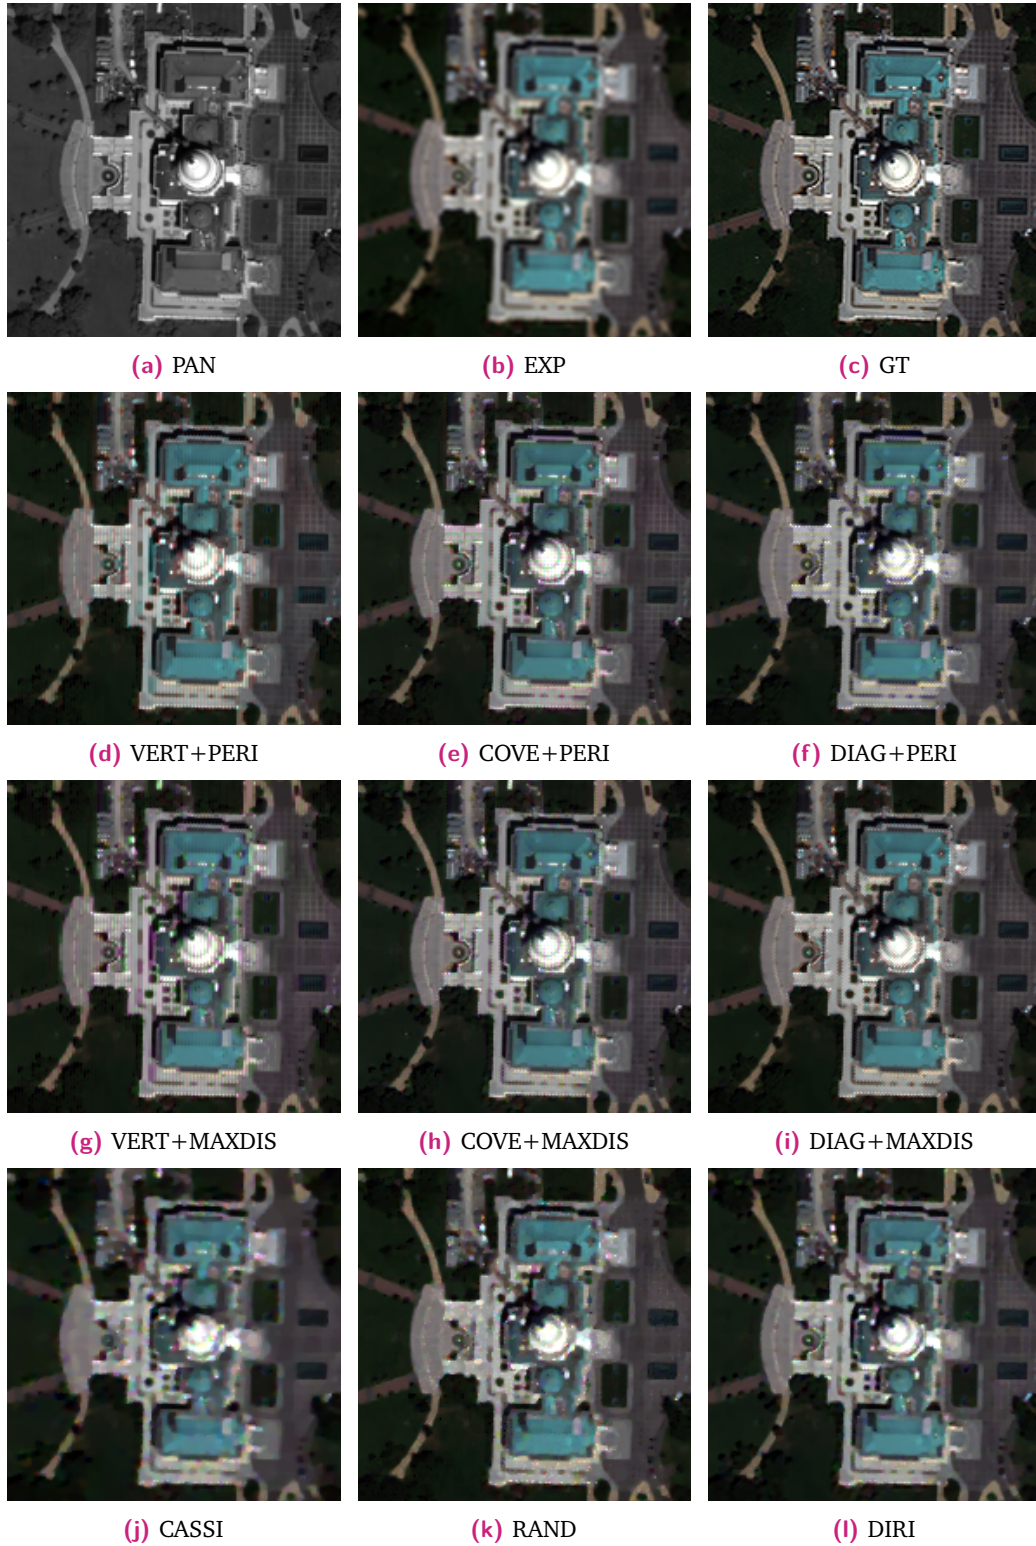 (a) PAN
(b) EXP
(c) GT
(d) VERT+PERI
(e) COVE+PERI
(f) DIAG+PERI
(g) VERT+MAXDIS
(h) COVE+MAXDIS
(i) DIAG+MAXDIS
(j) CASSI
(k) RAND
(l) DIRI